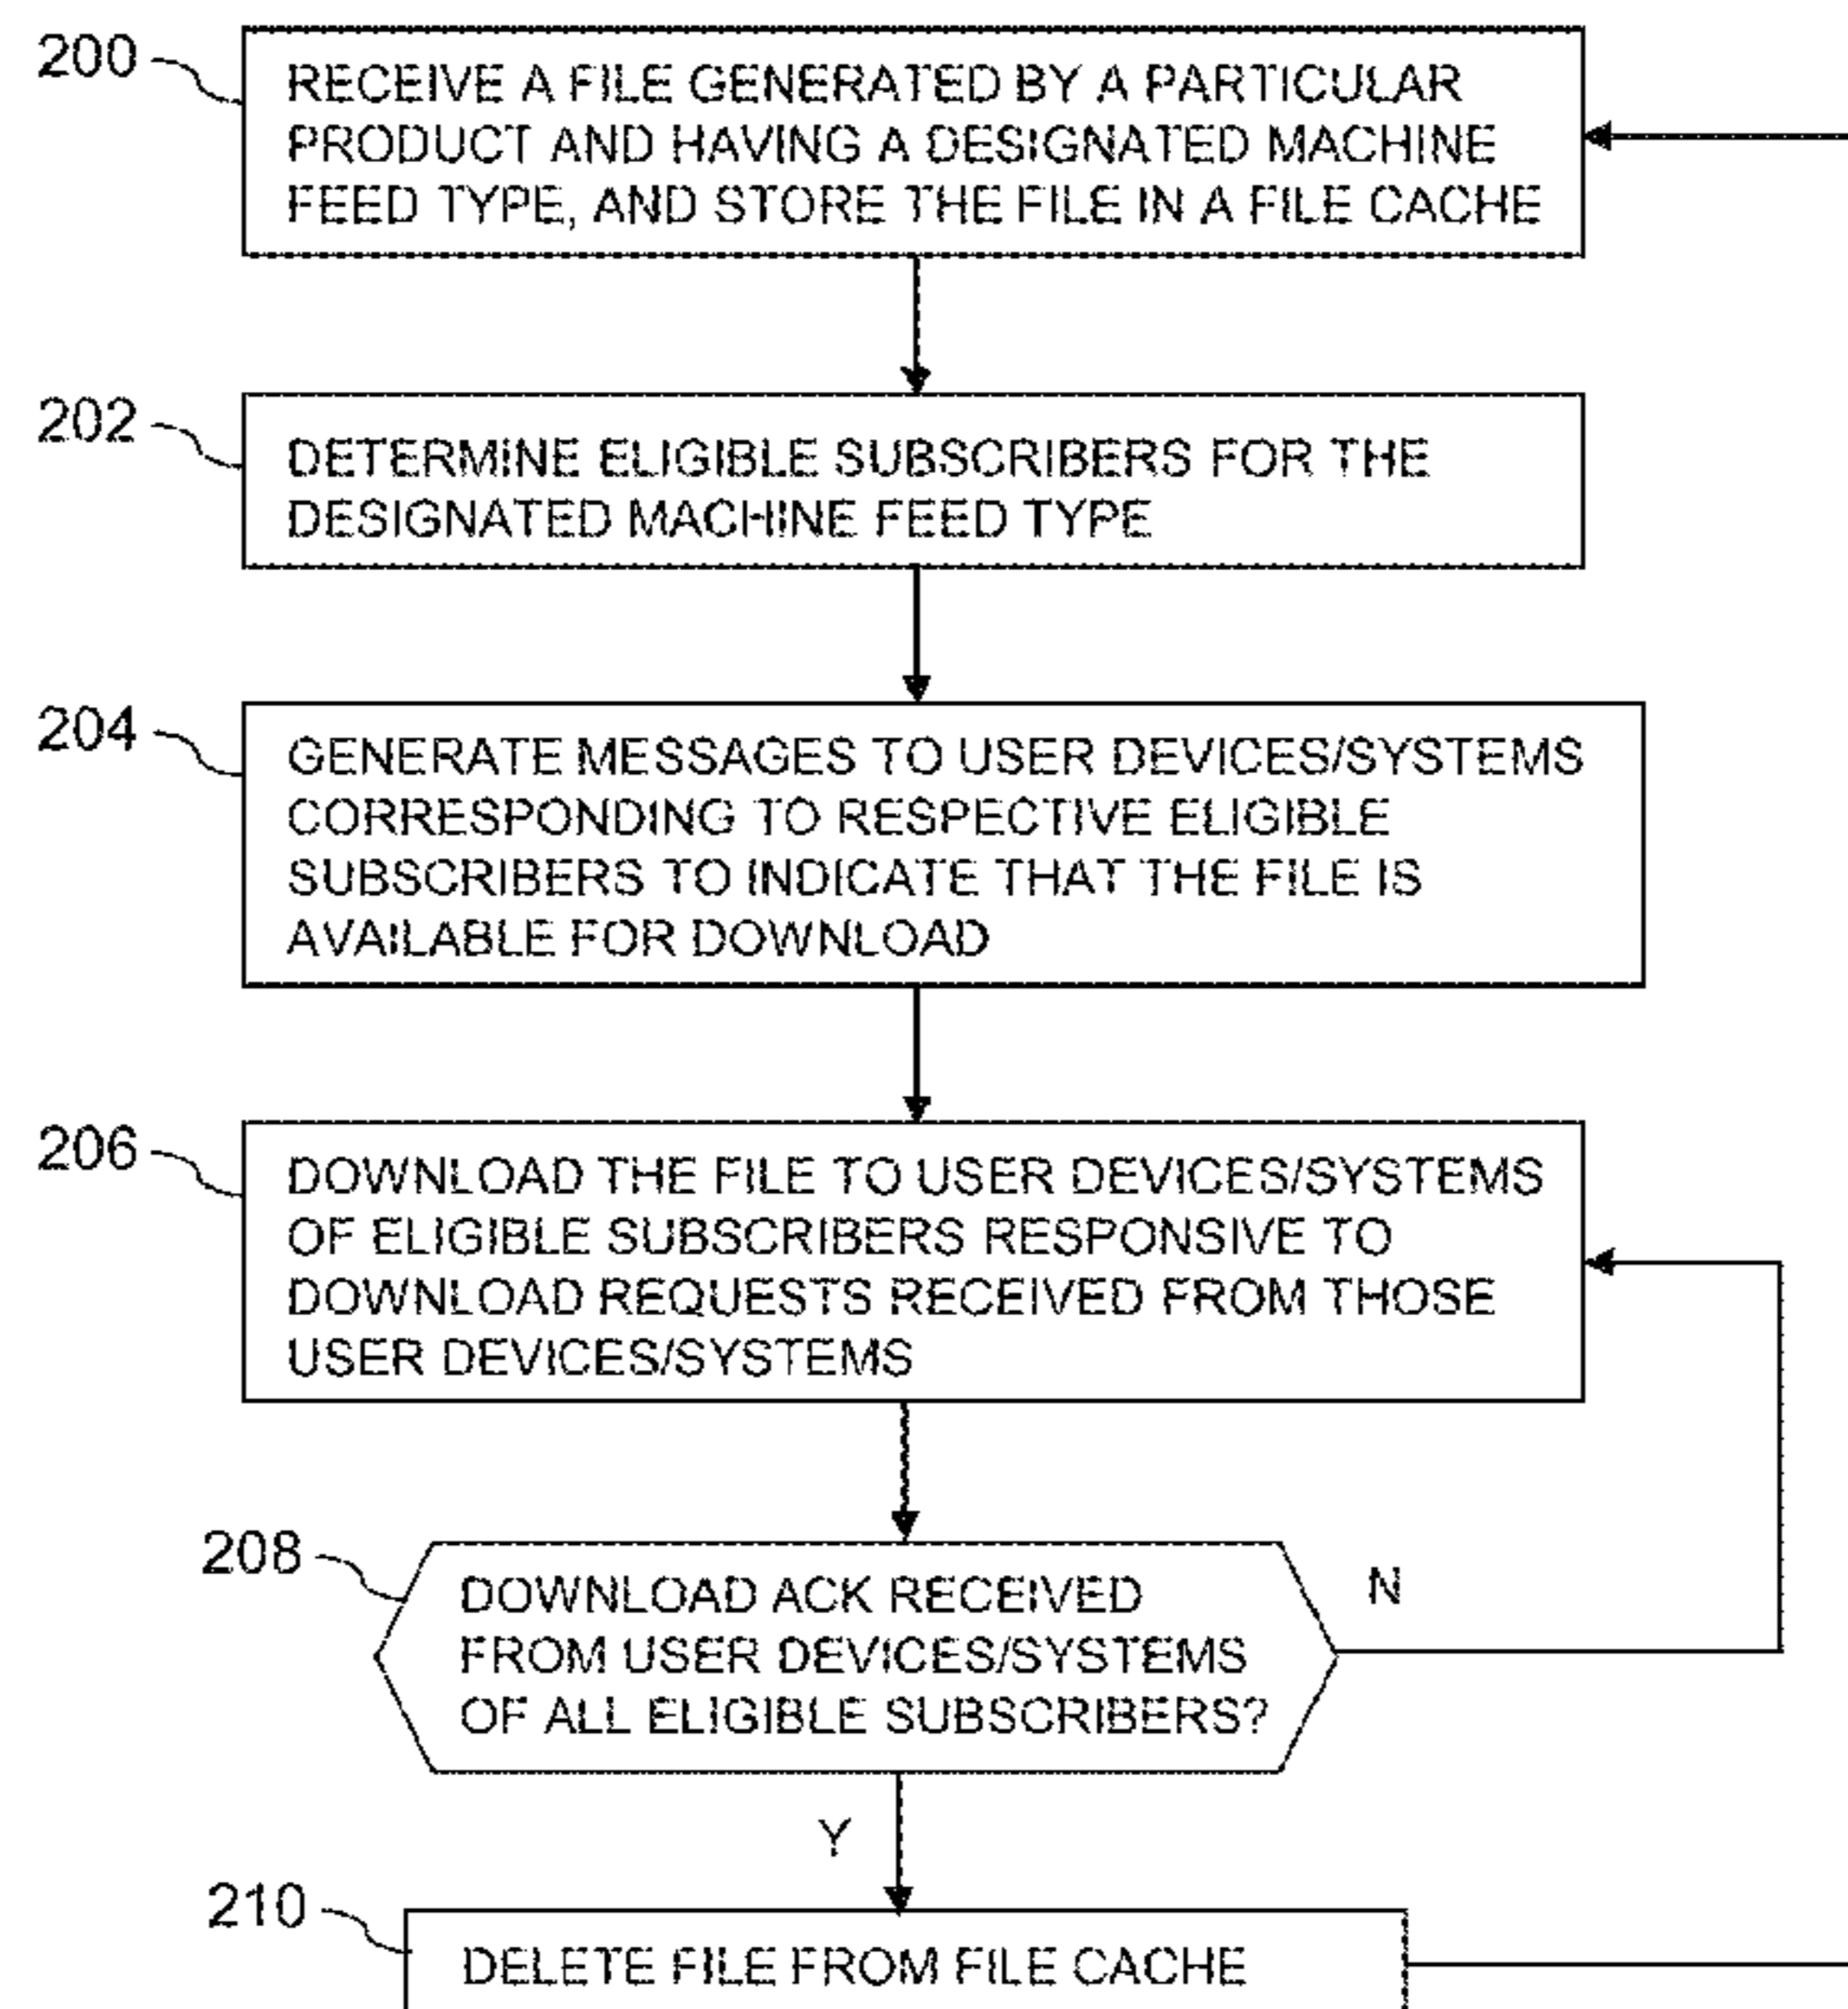 200
RECEIVE A FILE GENERATED BY A PARTICULAR
PRODUCT AND HAVING A DESIGNATED MACHINE
FEED TYPE, AND STORE THE FILE IN A FILE CACHE
202
DETERMINE ELIGIBLE SUBSCRIBERS FOR THE
DESIGNATED MACHINE FEED TYPE
204
GENERATE MESSAGES TO USER DEVICES/SYSTEMS
CORRESPONDING TO RESPECTIVE ELIGIBLE
SUBSCRIBERS TO INDICATE THAT THE FILE IS
AVAILABLE FOR DOWNLOAD
206
DOWNLOAD THE FILE TO USER DEVICES/SYSTEMS
OF ELIGIBLE SUBSCRIBERS RESPONSIVE TO
DOWNLOAD REQUESTS RECEIVED FROM THOSE
USER DEVICES/SYSTEMS
208
DOWNLOAD ACK RECEIVED
FROM USER DEVICES/SYSTEMS
OF ALL ELIGIBLE SUBSCRIBERS?
N
Y
210
DELETE FILE FROM FILE CACHE